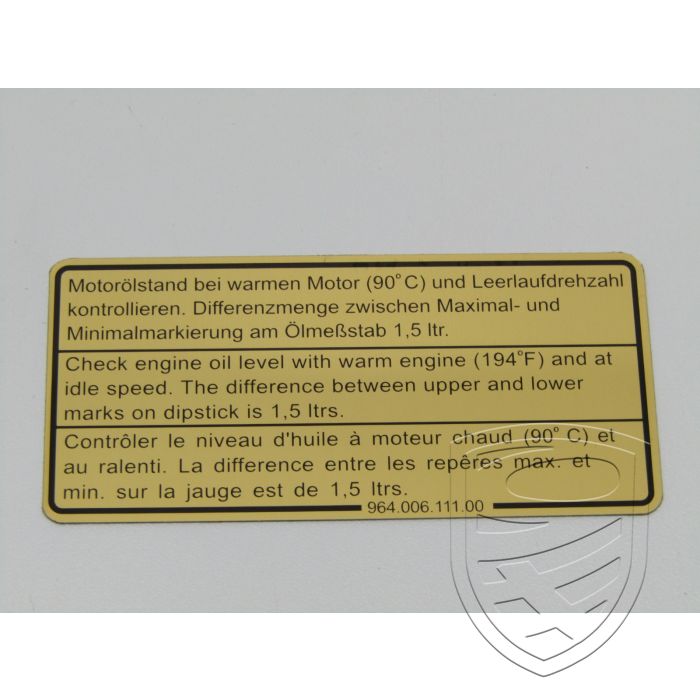 Motorölstand bei warmen Motor (90°C) und Leerlaufdrehzahl
kontrollieren. Differenzmenge zwischen Maximal- und
Minimalmarkierung am Ölmeßstab 1,5 ltr.
Check engine oil level with warm engine (194°F) and at
idle speed. The difference between upper and lower
marks on dipstick is 1,5 ltrs.
Contrôler le niveau d'huile à moteur chaud (90° C) et
au ralenti. La difference entre les repères max. et
min. sur la jauge est de 1,5 ltrs.
964.006.111.00